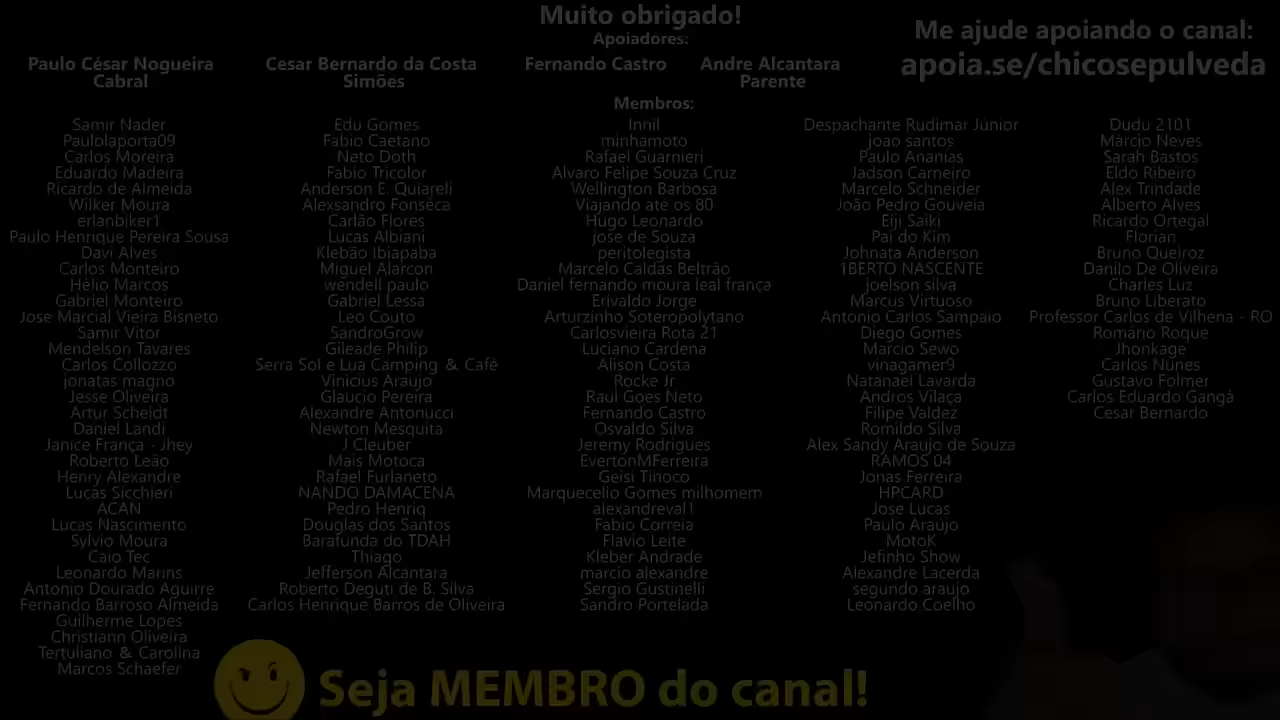 Muito obrigado!
Apoiadores:
Me ajude apoiando o canal:
apoia.se/chicosepulveda
Paulo César Nogueira
Cabral
Cesar Bernardo da Costa
Simões
Fernando Castro
Andre Alcantara
Parente
Membros:
Samir Nader
Paulolaporta09
Carlos Moreira
Eduardo Madeira
Ricardo de Almeida
Wilker Moura
erlanbiker1
Paulo Henrique Pereira Sousa
Davi Alves
Carlos Monteiro
Hélio Marcos
Gabriel Monteiro
Jose Marcial Vieira Bisneto
Samir Vitor
Mendelson Tavares
Carlos Collozzo
jonatas magno
Jesse Oliveira
Artur Scheidt
Daniel Landi
Janice França - Jhey
Roberto Leão
Henry Alexandre
Lucas Sicchieri
ACAN
Lucas Nascimento
Sylvio Moura
Caio Tec
Leonardo Marins
Antonio Dourado Aguirre
Fernando Barroso Almeida
Guilherme Lopes
Christiann Oliveira
Tertuliano & Carolina
Marcos Schaefer
Edu Gomes
Fabio Caetano
Neto Doth
Fabio Tricolor
Anderson E. Quiareli
Alexsandro Fonsêca
Carlão Flores
Lucas Albiani
Klebão Ibiapaba
Miguel Alarcon
wendell paulo
Gabriel Lessa
Leo Couto
SandroGrow
Gileade Philip
Serra Sol e Lua Camping & Café
Vinicius Araujo
Glaucio Pereira
Alexandre Antonucci
Newton Mesquita
J Cleuber
Mais Motoca
Rafael Furlaneto
NANDO DAMACENA
Pedro Henriq
Douglas dos Santos
Barafunda do TDAH
Thiago
Jefferson Alcantara
Roberto Deguti de B. Silva
Carlos Henrique Barros de Oliveira
Innil
minhamoto
Rafael Guarnieri
Alvaro Felipe Souza Cruz
Wellington Barbosa
Viajando até os 80
Hugo Leonardo
jose de Souza
peritolegista
Marcelo Caldas Beltrão
Daniel fernando moura leal frança
Erivaldo Jorge
Arturzinho Soteropolytano
Carlosvieira Rota 21
Luciano Cardena
Alison Costa
Rocke Jr
Raul Goes Neto
Fernando Castro
Osvaldo Silva
Jeremy Rodrigues
EvertonMFerreira
Geisi Tinoco
Marquecelio Gomes milhomem
alexandreval1
Fabio Correia
Flavio Leite
Kleber Andrade
marcio alexandre
Sergio Gustinelli
Sandro Portelada
Despachante Rudimar Júnior
joao santos
Paulo Ananias
Jadson Carneiro
Marcelo Schneider
João Pedro Gouveia
Eiji Saiki
Pai do Kim
Johnata Anderson
1BERTO NASCENTE
joelson silva
Marcus Virtuoso
Antonio Carlos Sampaio
Diego Gomes
Marcio Sewo
vinagamer9
Natanael Lavarda
Andros Vilaça
Filipe Valdez
Romildo Silva
Alex Sandy Araujo de Souza
RAMOS 04
Jonas Ferreira
HPCARD
Jose Lucas
Paulo Araújo
MotoK
Jefinho Show
Alexandre Lacerda
segundo araujo
Leonardo Coelho
Dudu 2101
Márcio Neves
Sarah Bastos
Eldo Ribeiro
Alex Trindade
Alberto Alves
Ricardo Ortegal
Florian
Bruno Queiroz
Danilo De Oliveira
Charles Luz
Bruno Liberato
Professor Carlos de Vilhena - RO
Romário Roque
Jhonkage
Carlos Nunes
Gustavo Folmer
Carlos Eduardo Gangá
Cesar Bernardo
Seja MEMBRO do canal!